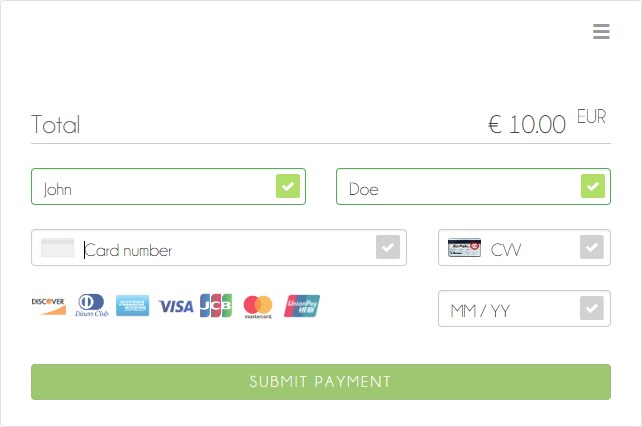 Total
€ 10.00 EUR
John
Doe
Card number
CVV
DISCOVER
Diners Club
VISA
JCB
mastercard
UnionPay
银联
MM / YY
SUBMIT PAYMENT